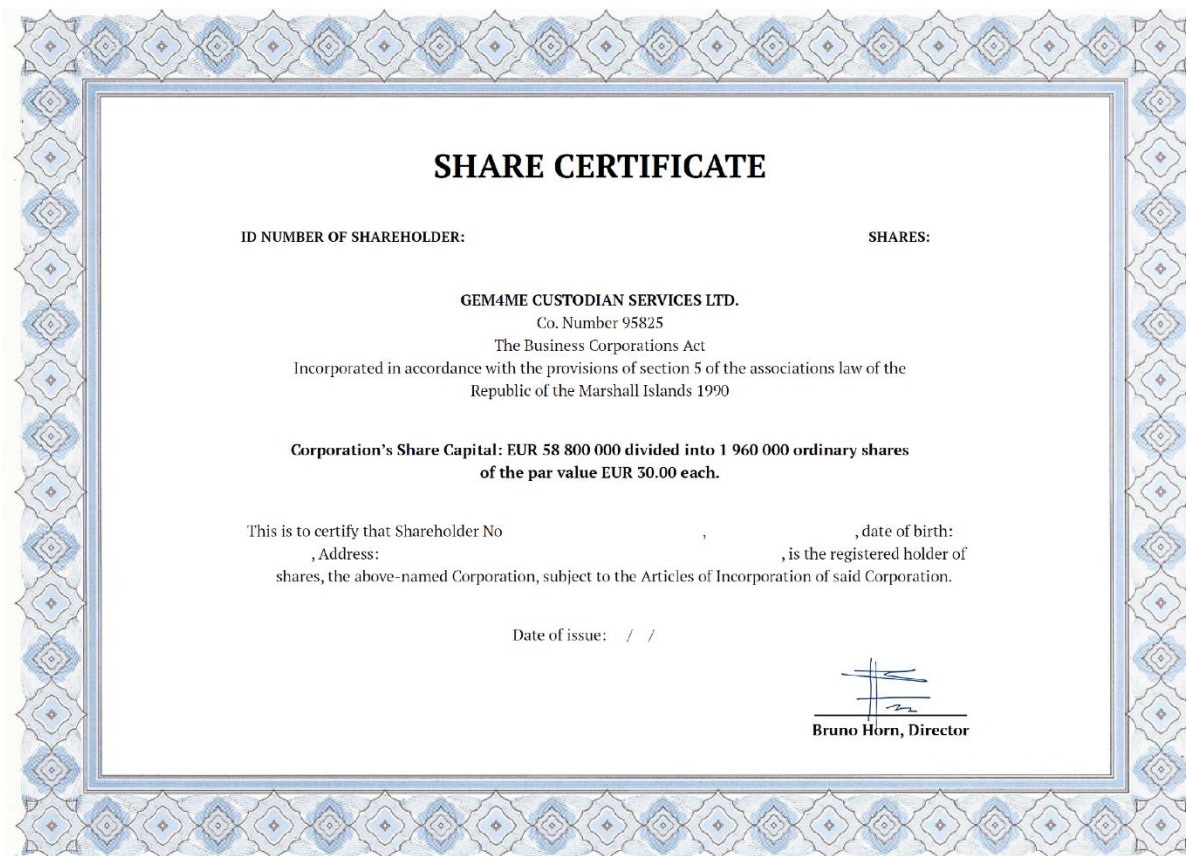 SHARE CERTIFICATE
ID NUMBER OF SHAREHOLDER: SHARES:
GEM4ME CUSTODIAN SERVICES LTD.
Co. Number 95825
The Business Corporations Act
Incorporated in accordance with the provisions of section 5 of the associations law of the
Republic of the Marshall Islands 1990
Corporation's Share Capital: EUR 58 800 000 divided into 1 960 000 ordinary shares
of the par value EUR 30.00 each.
This is to certify that Shareholder No , , date of birth:
, Address: , is the registered holder of
shares, the above-named Corporation, subject to the Articles of Incorporation of said Corporation.
Date of issue: / /
Bruno Horn, Director